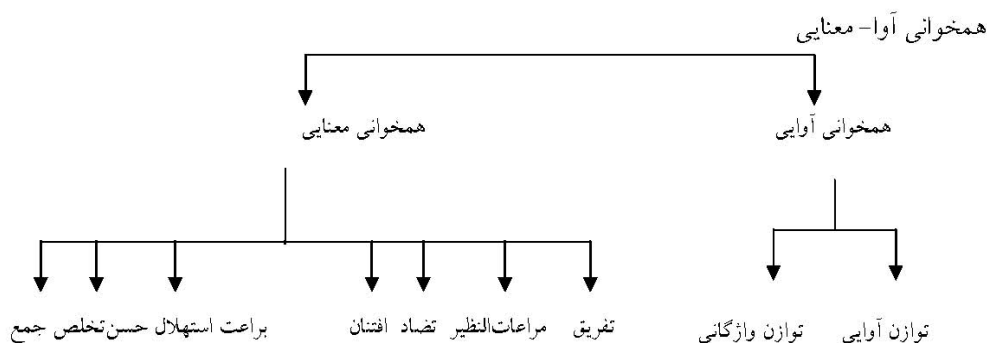 همخوانی آوا- معنایی
همخوانی آوایی همخوانی معنایی
توازن آوایی توازن واژگانی تفریق مراعات‌النظیر تضاد افتنان براعت استهلال حسن‌تخلص جمع